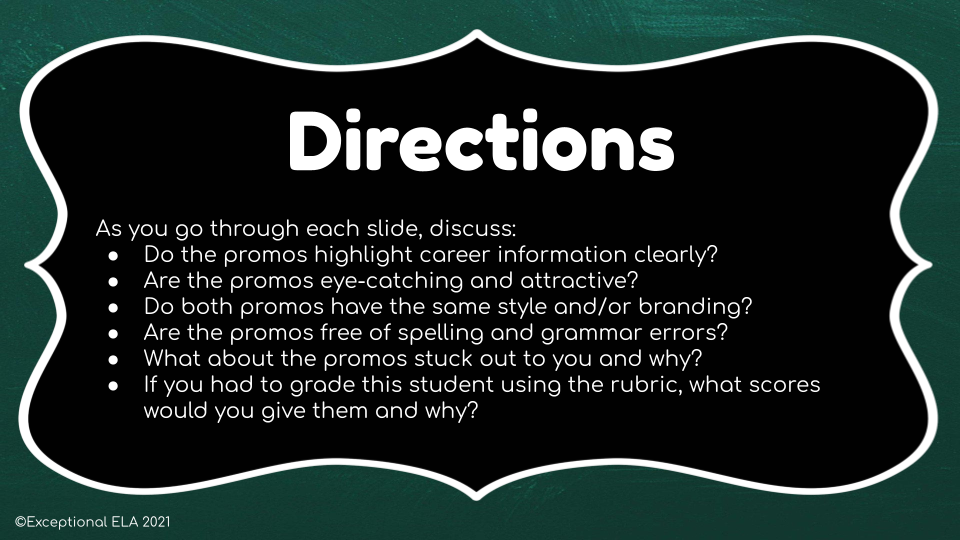 Directions
As you go through each slide, discuss:
● Do the promos highlight career information clearly?
● Are the promos eye-catching and attractive?
● Do both promos have the same style and/or branding?
● Are the promos free of spelling and grammar errors?
● What about the promos stuck out to you and why?
● If you had to grade this student using the rubric, what scores
would you give them and why?
©Exceptional ELA 2021